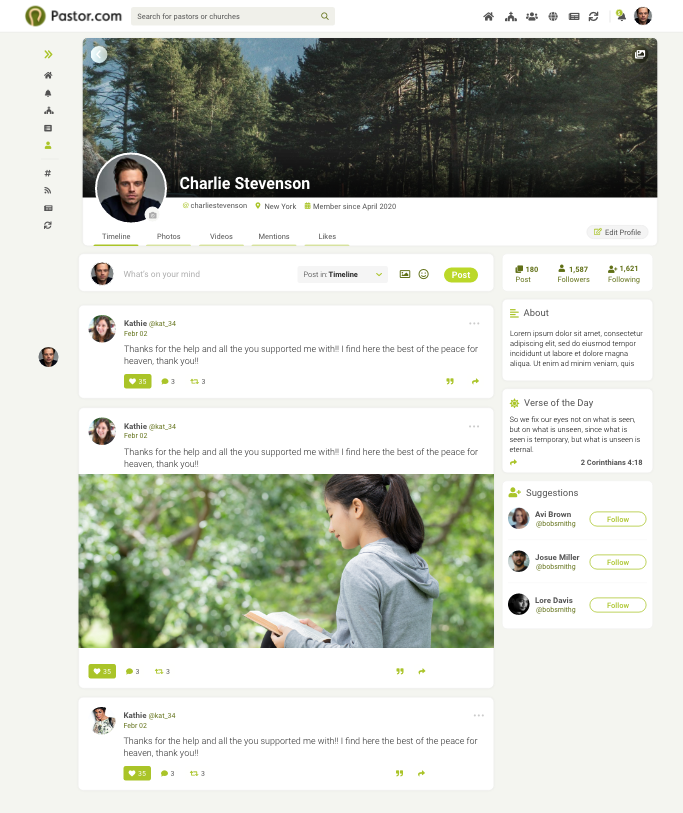 Pastor.com
Search for pastors or churches
Charlie Stevenson
@ charliestevenson
New York
Member since April 2020
Timeline
Photos
Videos
Mentions
Likes
Edit Profile
What's on your mind
Post in: Timeline
Post
180
Post
1,587
Followers
1,621
Following
Kathie @kat_34
Febr 02
Thanks for the help and all the you supported me with!! I find here the best of the peace for
heaven, thank you!!
35
3
3
About
Lorem ipsum dolor sit amet, consectetur
adipiscing elit, sed do eiusmod tempor
incididunt ut labore et dolore magna
aliqua. Ut enim ad minim veniam, quis
Verse of the Day
So we fix our eyes not on what is seen,
but on what is unseen, since what is
seen is temporary, but what is unseen is
eternal.
2 Corinthians 4:18
Kathie @kat_34
Febr 02
Thanks for the help and all the you supported me with!! I find here the best of the peace for
heaven, thank you!!
35
3
3
Suggestions
Avi Brown
@bobsmithg
Follow
Josue Miller
@bobsmithg
Follow
Lore Davis
@bobsmithg
Follow
Kathie @kat_34
Febr 02
Thanks for the help and all the you supported me with!! I find here the best of the peace for
heaven, thank you!!
35
3
3